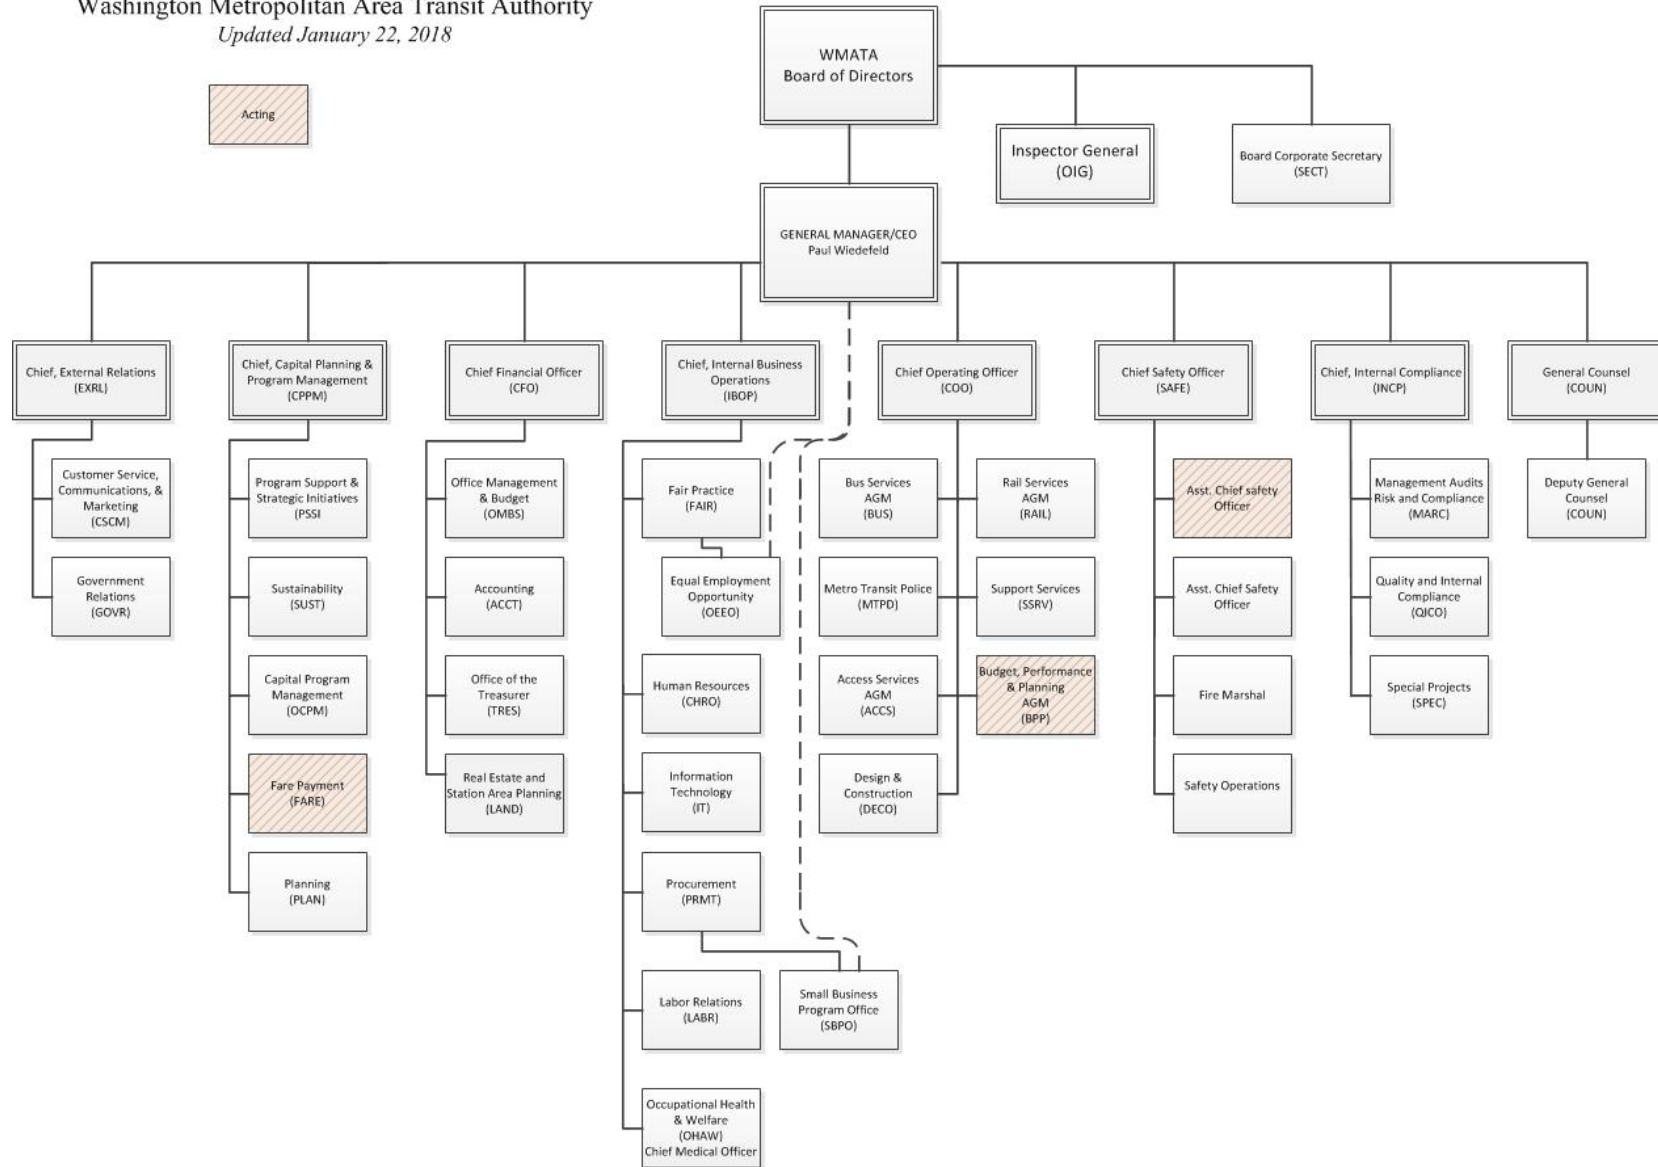 Washington Metropolitan Area Transit Authority
Updated January 22, 2018
Acting
WMATA
Board of Directors
Inspector General
(OIG)
Board Corporate Secretary
(SECT)
GENERAL MANAGER/CEO
Paul Wiedefeld
Chief, External Relations
(EXRL)
Chief, Capital Planning &
Program Management
(CPPM)
Chief Financial Officer
(CFO)
Chief, Internal Business
Operations
(IBOP)
Chief Operating Officer
(COO)
Chief Safety Officer
(SAFE)
Chief, Internal Compliance
(INCP)
General Counsel
(COUN)
Customer Service,
Communications, &
Marketing
(CSCM)
Government
Relations
(GOVR)
Program Support &
Strategic Initiatives
(PSSI
Sustainability
(SUST)
Capital Program
Management
(OCPM)
Fare Payment
(FARE)
Planning
(PLAN)
Office Management
& Budget
(OMBS)
Accounting
(ACCT)
Office of the
Treasurer
(TRES)
Real Estate and
Station Area Planning
(LAND)
Fair Practice
(FAIR)
Equal Employment
Opportunity
(OEEO)
Human Resources
(CHRO)
Information
Technology
(IT)
Procurement
(PRMT)
Small Business
Program Office
(SBPO)
Labor Relations
(LABR)
Occupational Health
& Welfare
(OHAW)
Chief Medical Officer
Bus Services
AGM
(BUS)
Rail Services
AGM
(RAIL)
Metro Transit Police
(MTPD)
Support Services
(SSRV)
Access Services
AGM
(ACCS)
Budget, Performance
& Planning
AGM
(BPP)
Design &
Construction
(DECO)
Asst. Chief safety
Officer
Asst. Chief Safety
Officer
Fire Marshal
Safety Operations
Management Audits
Risk and Compliance
(MARC)
Quality and Internal
Compliance
(QICO)
Special Projects
(SPEC)
Deputy General
Counsel
(COUN)